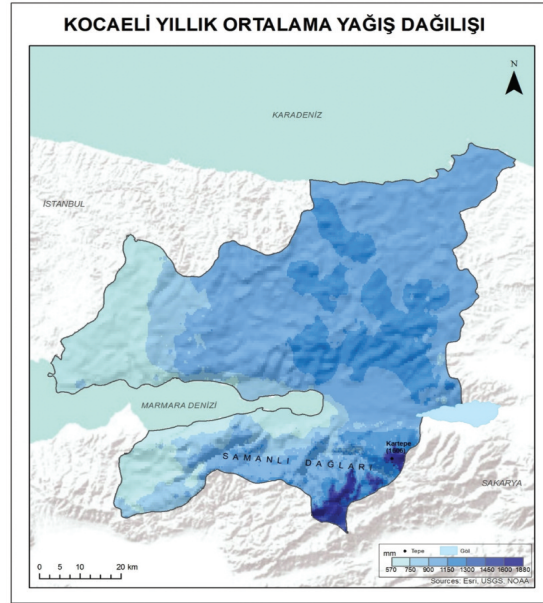 KOCAELİ YILLIK ORTALAMA YAĞIŞ DAĞILIŞI
N
KARADENİZ
İSTANBUL
MARMARA DENİZİ
SAMANLI DAĞLARI
Kartepe
SAKARYA
mm
Tepe
Göl
570 750 900 1150 1300 1450 1600 1880
0 5 10 20 km
Sources: Esri, USGS, NOAA